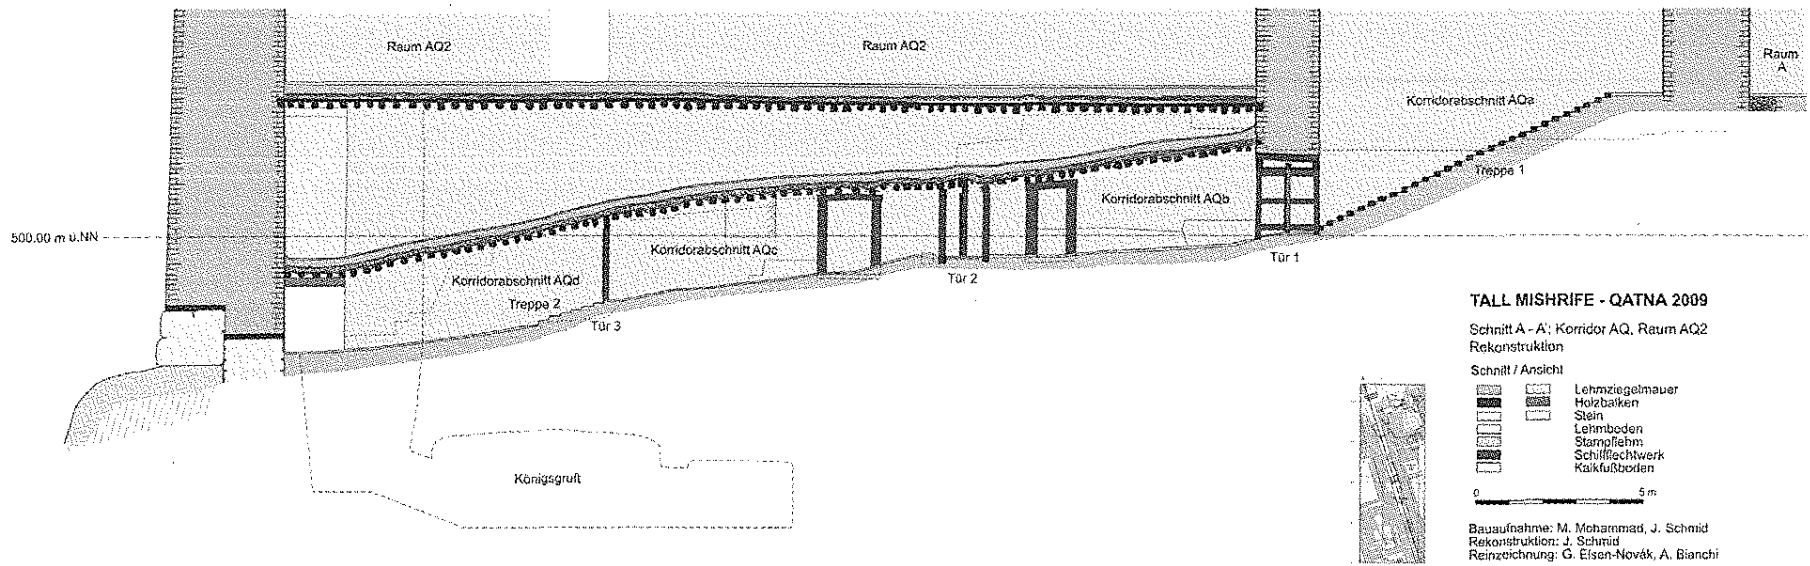 Raum AQ2
Raum AQ2
Raum
A
Korridorabschnitt AQa
Treppe 1
Korridorabschnitt AQb
500.00 m ü.NN
Korridorabschnitt AQc
Korridorabschnitt AQd
Treppe 2
Tür 3
Tür 2
Tür 1
Königsgruft
TALL MISHRIFE - QATNA 2009
Schnitt A - A'; Korridor AQ, Raum AQ2
Rekonstruktion
Schnitt / Ansicht
Lehmziegelmauer
Holzbalken
Stein
Lehmboden
Stampflehm
Schilfflechtwerk
Kalkfußboden
0 5 m
Bauaufnahme: M. Mohammad, J. Schmid
Rekonstruktion: J. Schmid
Reinzeichnung: G. Elsen-Novák, A. Bianchi